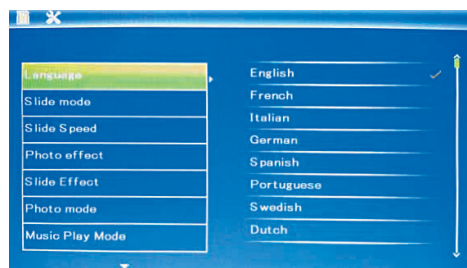 Language
Slide mode
Slide Speed
Photo effect
Slide Effect
Photo mode
Music Play Mode
English
French
Italian
German
Spanish
Portuguese
Swedish
Dutch